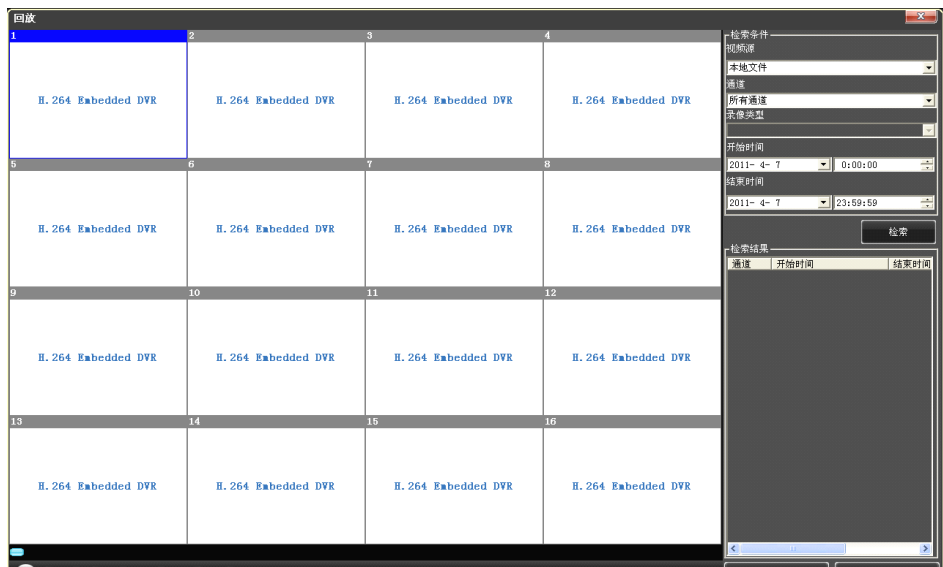 回放
1 2 3 4
H.264 Embedded DVR H.264 Embedded DVR H.264 Embedded DVR H.264 Embedded DVR
5 6 7 8
H.264 Embedded DVR H.264 Embedded DVR H.264 Embedded DVR H.264 Embedded DVR
9 10 11 12
H.264 Embedded DVR H.264 Embedded DVR H.264 Embedded DVR H.264 Embedded DVR
13 14 15 16
H.264 Embedded DVR H.264 Embedded DVR H.264 Embedded DVR H.264 Embedded DVR
检索条件
视频源
本地文件
通道
所有通道
录像类型
开始时间
2011- 4- 7 0:00:00
结束时间
2011- 4- 7 23:59:59
检索
检索结果
通道 开始时间 结束时间